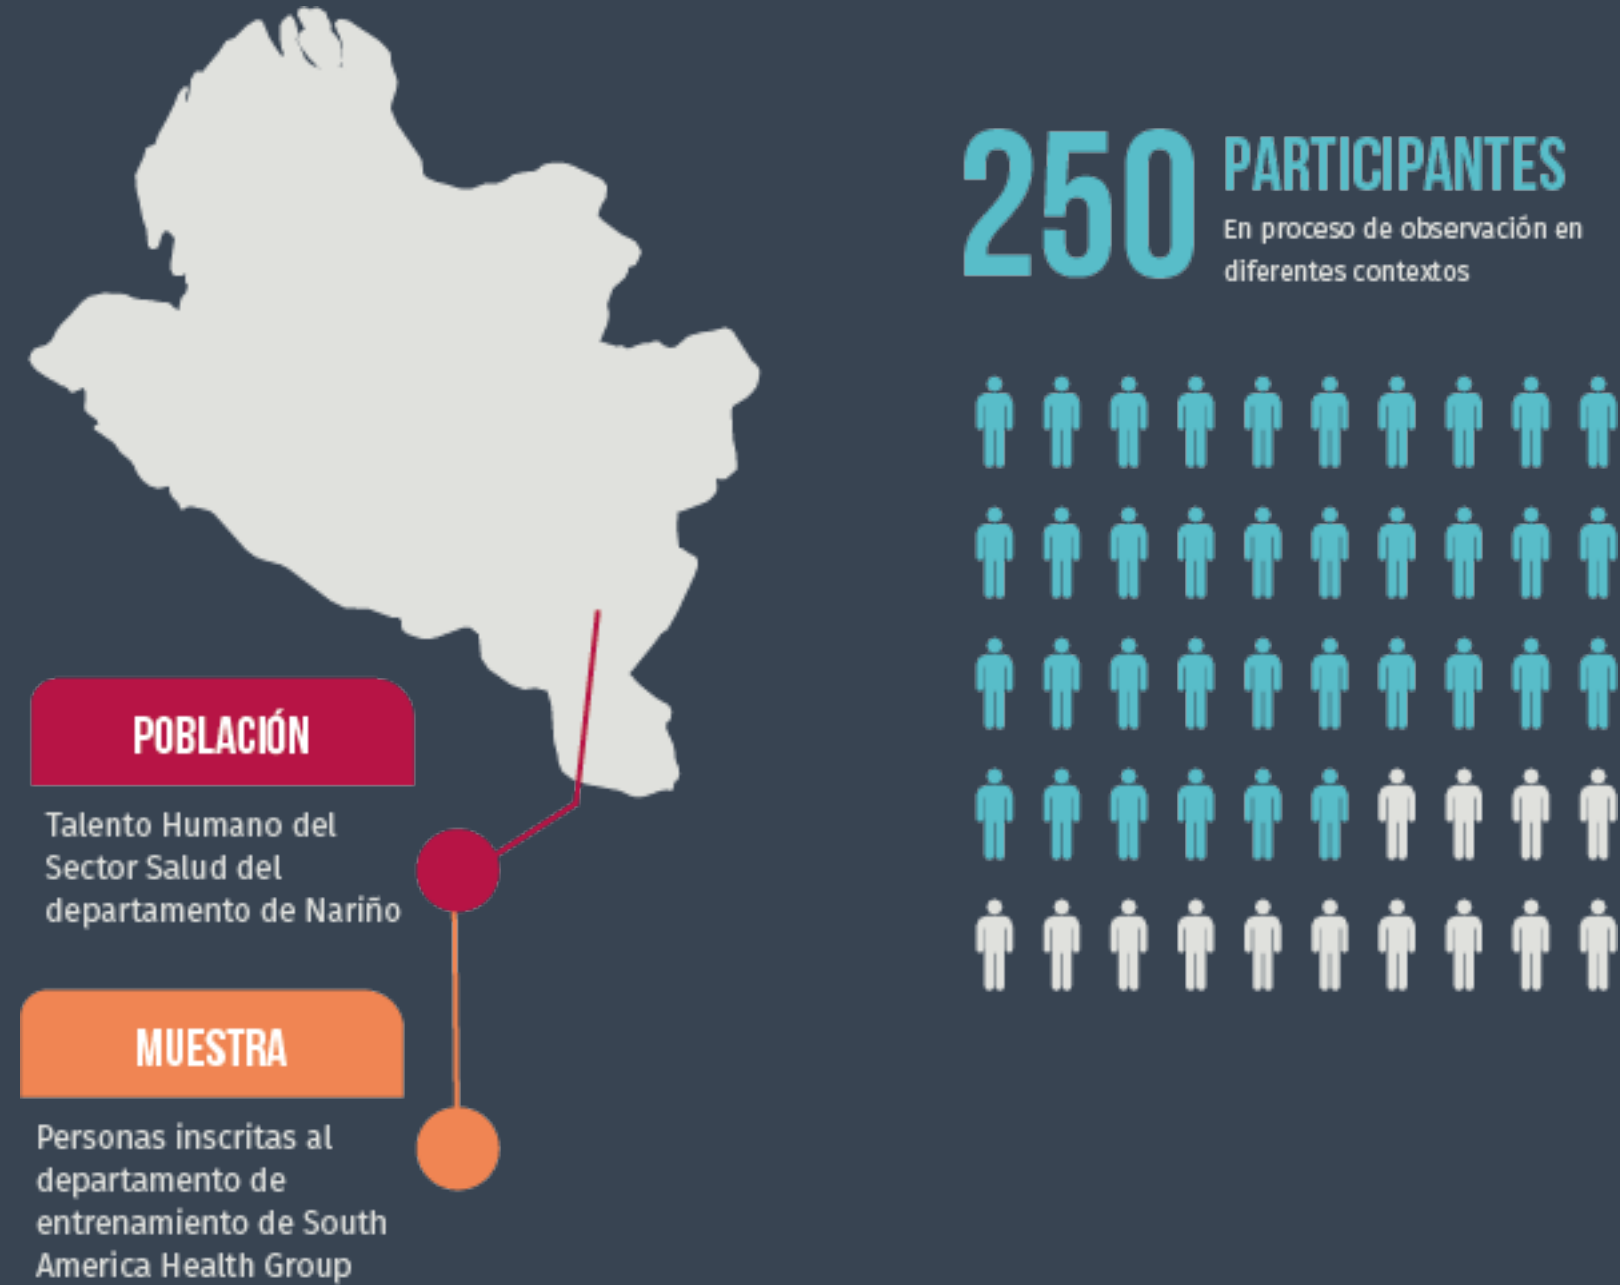 250
PARTICIPANTES
En proceso de observación en
diferentes contextos
POBLACIÓN
Talento Humano del
Sector Salud del
departamento de Nariño
MUESTRA
Personas inscritas al
departamento de
entrenamiento de South
America Health Group